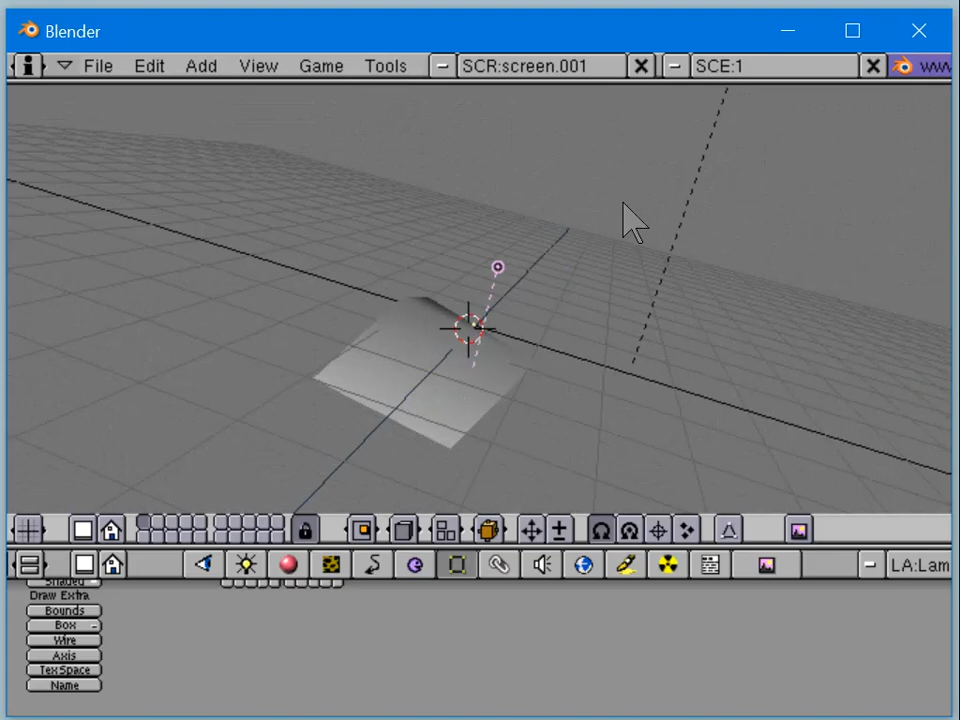 Blender
File Edit Add View Game Tools SCR:screen.001 SCE:1 www
LA:Lam
Shaded
Draw Extra
Bounds
Box
Wire
Axis
TexSpace
Name